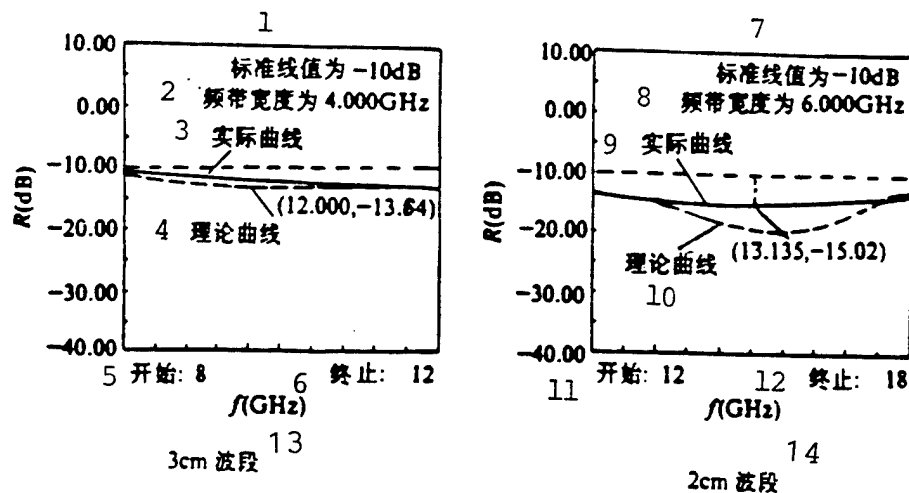 1
10.00
标准线值为 -10dB
2 频带宽度为 4.000GHz
0.00
3 实际曲线
-10.00
R(dB)
(12.000,-13.64)
-20.00
4 理论曲线
-30.00
-40.00
5 开始: 8 6 终止: 12
f(GHz)
13
3cm 波段
7
10.00
标准线值为 -10dB
8 频带宽度为 6.000GHz
0.00
9 实际曲线
-10.00
R(dB)
-20.00
(13.135,-15.02)
理论曲线
10
-30.00
-40.00
11 开始: 12 12 终止: 18
f(GHz)
14
2cm 波段